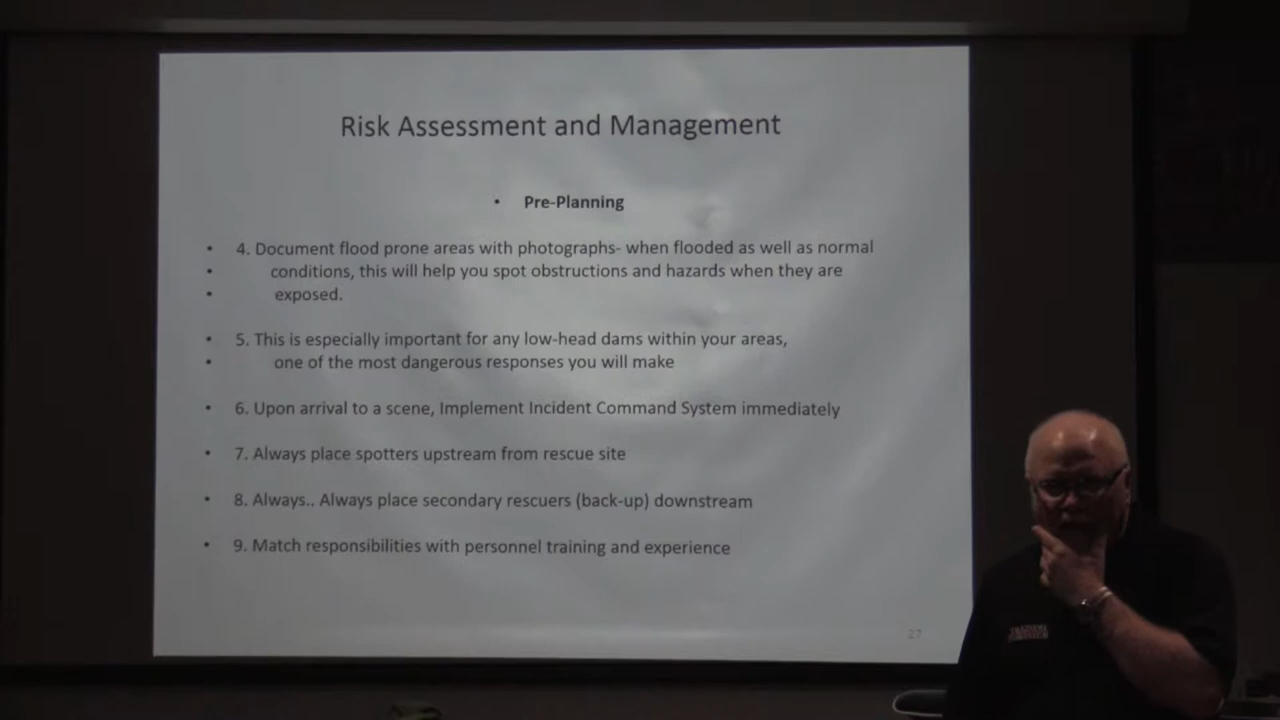 Risk Assessment and Management
• Pre-Planning
• 4. Document flood prone areas with photographs- when flooded as well as normal
• conditions, this will help you spot obstructions and hazards when they are
• exposed.
• 5. This is especially important for any low-head dams within your areas,
• one of the most dangerous responses you will make
• 6. Upon arrival to a scene, Implement Incident Command System immediately
• 7. Always place spotters upstream from rescue site
• 8. Always.. Always place secondary rescuers (back-up) downstream
• 9. Match responsibilities with personnel training and experience
27